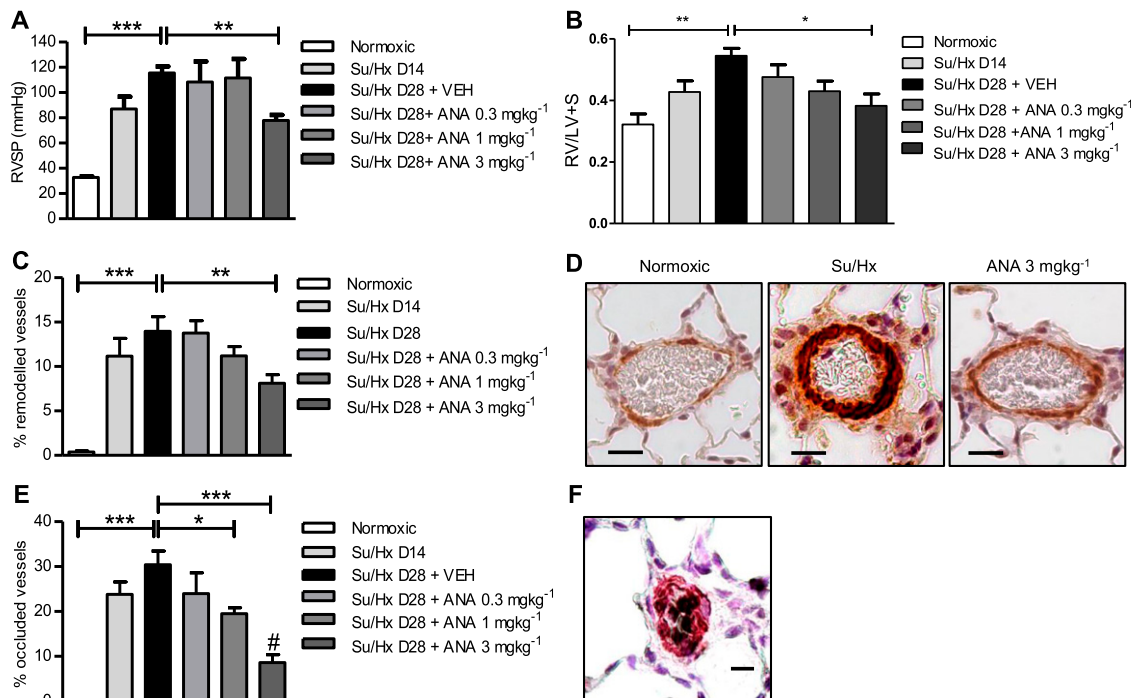 A
*** **
140
120
100
80
60
40
20
0
RVSP (mmHg)
Normoxic
Su/Hx D14
Su/Hx D28 + VEH
Su/Hx D28+ ANA 0.3 mgkg-1
Su/Hx D28+ ANA 1 mgkg-1
Su/Hx D28+ ANA 3 mgkg-1
B
** *
0.6
0.4
0.2
0.0
RV/LV+S
Normoxic
Su/Hx D14
Su/Hx D28 + VEH
Su/Hx D28 + ANA 0.3 mgkg-1
Su/Hx D28 +ANA 1 mgkg-1
Su/Hx D28 + ANA 3 mgkg-1
C
*** **
20
15
10
5
0
% remodelled vessels
Normoxic
Su/Hx D14
Su/Hx D28
Su/Hx D28 + ANA 0.3 mgkg-1
Su/Hx D28 + ANA 1 mgkg-1
Su/Hx D28 + ANA 3 mgkg-1
D
Normoxic
Su/Hx
ANA 3 mgkg-1
E
***
*** *
40
30
20
10
0
% occluded vessels
#
Normoxic
Su/Hx D14
Su/Hx D28 + VEH
Su/Hx D28 + ANA 0.3 mgkg-1
Su/Hx D28 + ANA 1 mgkg-1
Su/Hx D28 + ANA 3 mgkg-1
F